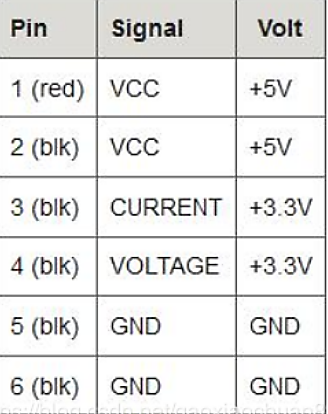 Pin Signal Volt
1 (red) VCC +5V
2 (blk) VCC +5V
3 (blk) CURRENT +3.3V
4 (blk) VOLTAGE +3.3V
5 (blk) GND GND
6 (blk) GND GND